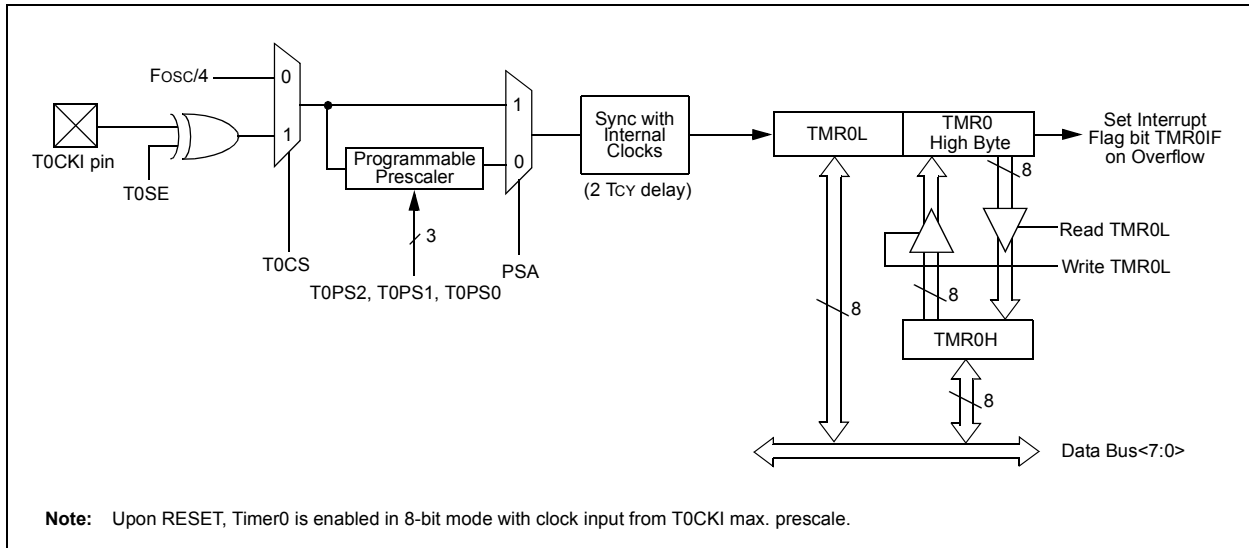 FOSC/4
0
1
T0CKI pin
T0SE
T0CS
Programmable
Prescaler
3
T0PS2, T0PS1, T0PS0
1
0
PSA
Sync with
Internal
Clocks
(2 TCY delay)
TMR0L
TMR0
High Byte
Set Interrupt
Flag bit TMR0IF
on Overflow
8
Read TMR0L
Write TMR0L
8
8
TMR0H
8
Data Bus<7:0>
Note: Upon RESET, Timer0 is enabled in 8-bit mode with clock input from T0CKI max. prescale.